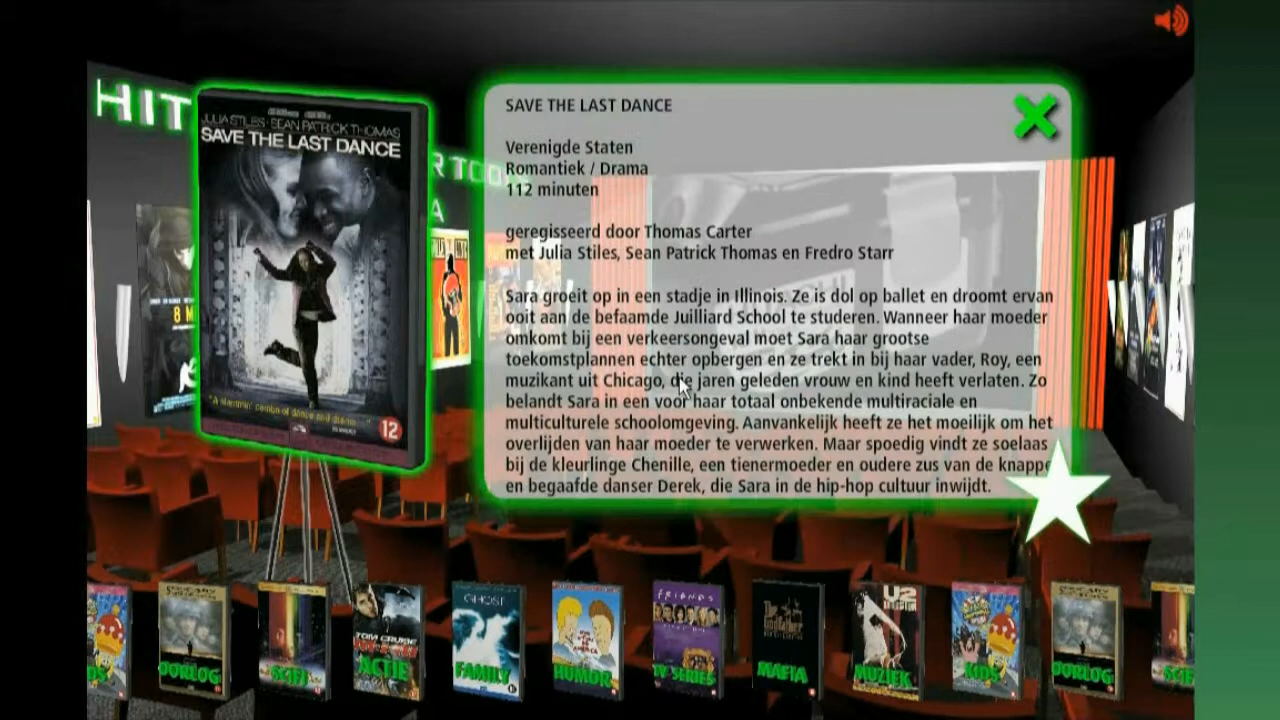 HIT
JULIA STILES · SEAN PATRICK THOMAS
SAVE THE LAST DANCE
12
SAVE THE LAST DANCE
Verenigde Staten
Romantiek / Drama
112 minuten
geregisseerd door Thomas Carter
met Julia Stiles, Sean Patrick Thomas en Fredro Starr
Sara groeit op in een stadje in Illinois. Ze is dol op ballet en droomt ervan
ooit aan de befaamde Juilliard School te studeren. Wanneer haar moeder
omkomt bij een verkeersongeval moet Sara haar grootse
toekomstplannen echter opbergen en ze trekt in bij haar vader, Roy, een
muzikant uit Chicago, die jaren geleden vrouw en kind heeft verlaten. Zo
belandt Sara in een voor haar totaal onbekende multiraciale en
multiculturele schoolomgeving. Aanvankelijk heeft ze het moeilijk om het
overlijden van haar moeder te verwerken. Maar spoedig vindt ze soelaas
bij de kleurlinge Chenille, een tienermoeder en oudere zus van de knappe
en begaafde danser Derek, die Sara in de hip-hop cultuur inwijdt.
8 M
DS
OORLOG
SCIFI
TOM CRUISE
ACTIE
GHOST
FAMILY
HUMOR
FRIENDS
TV SERIES
The Godfather
MAFIA
U2
MUZIEK
KIDS
OORLOG